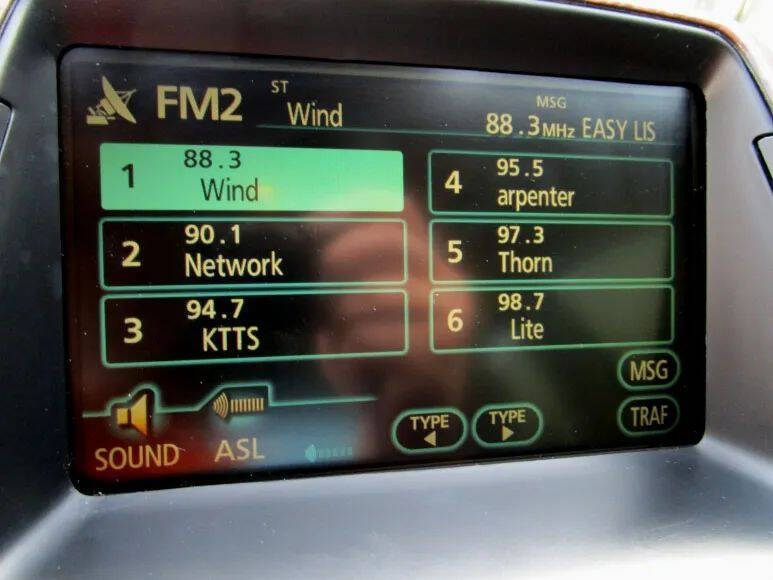 FM2
ST
Wind
MSG
88.3MHz EASY LIS
1
88.3
Wind
2
90.1
Network
3
94.7
KTTS
4
95.5
arpenter
5
97.3
Thorn
6
98.7
Lite
MSG
TYPE
TYPE
TRAF
SOUND
ASL